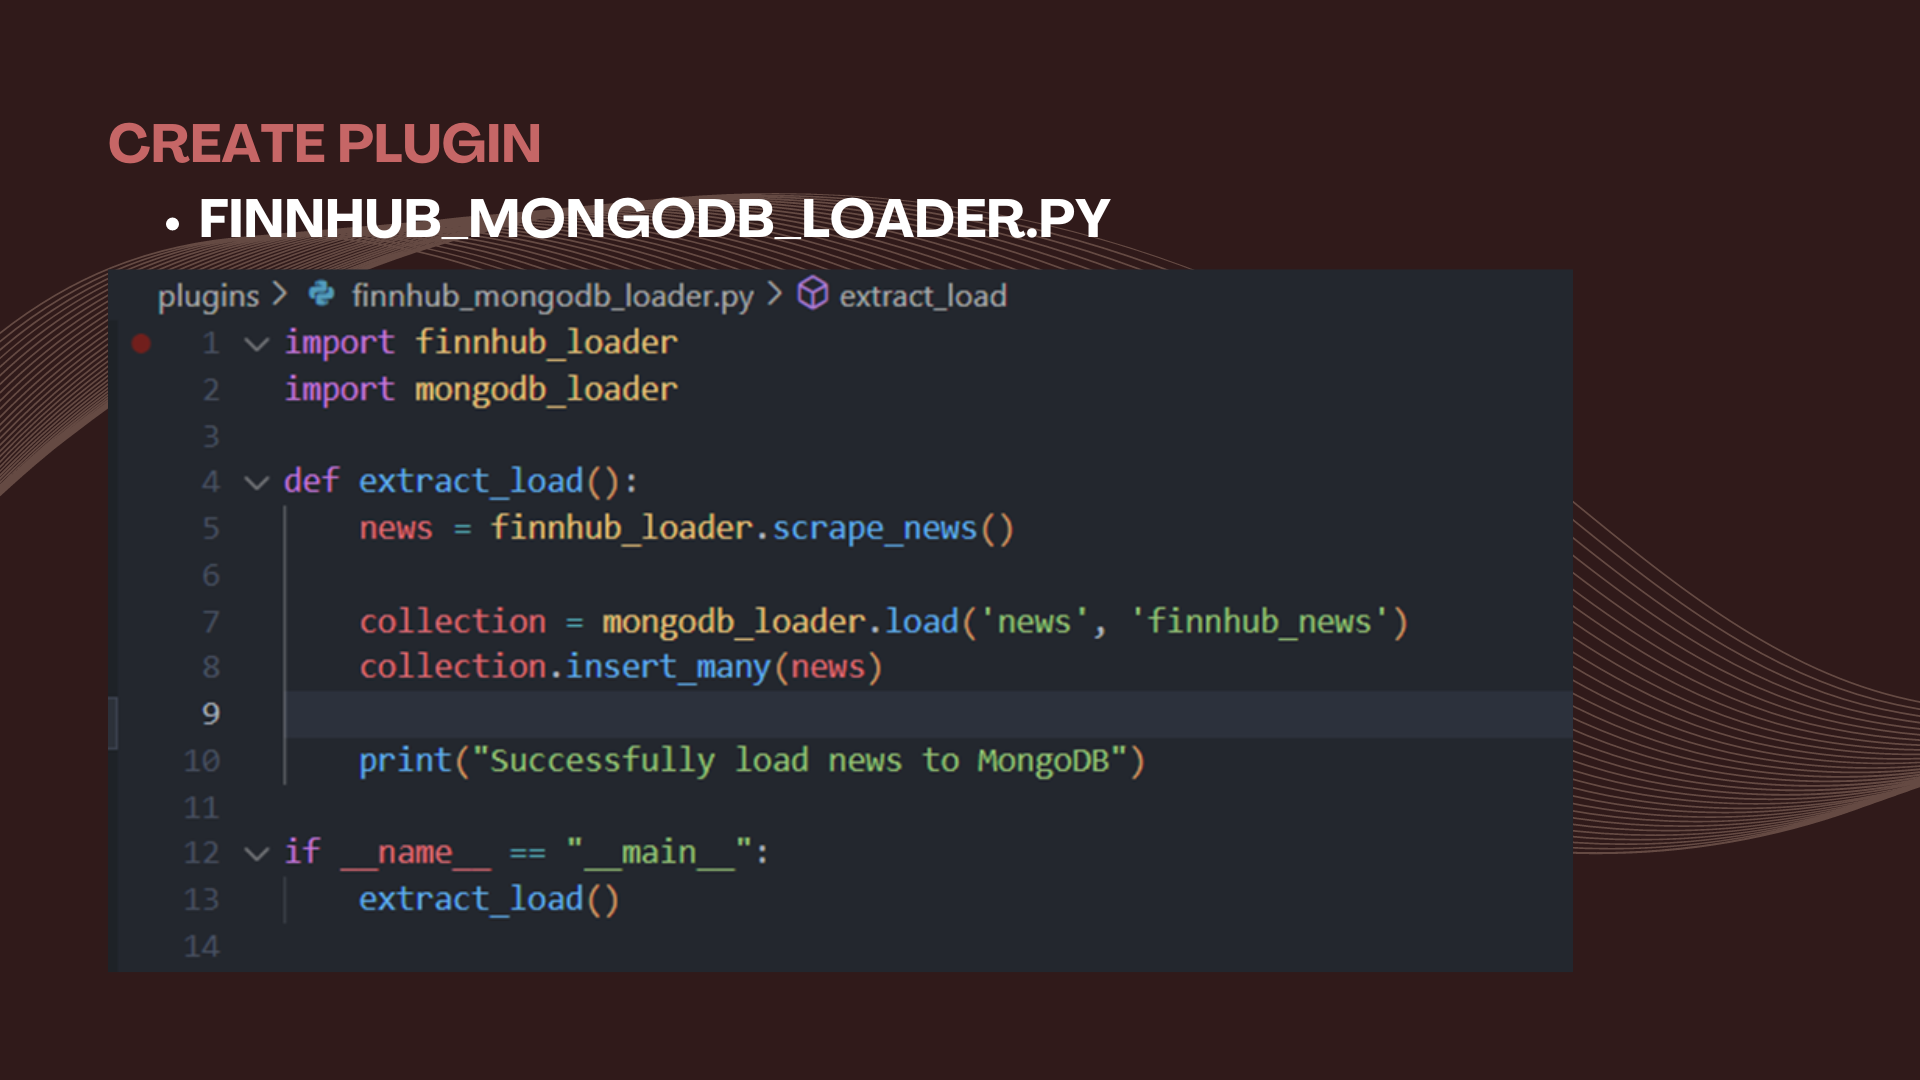 CREATE PLUGIN
• FINNHUB_MONGODB_LOADER.PY
plugins > finnhub_mongodb_loader.py > extract_load
1 import finnhub_loader
2 import mongodb_loader
3
4 def extract_load():
5     news = finnhub_loader.scrape_news()
6
7     collection = mongodb_loader.load('news', 'finnhub_news')
8     collection.insert_many(news)
9
10     print("Successfully load news to MongoDB")
11
12 if __name__ == "__main__":
13     extract_load()
14